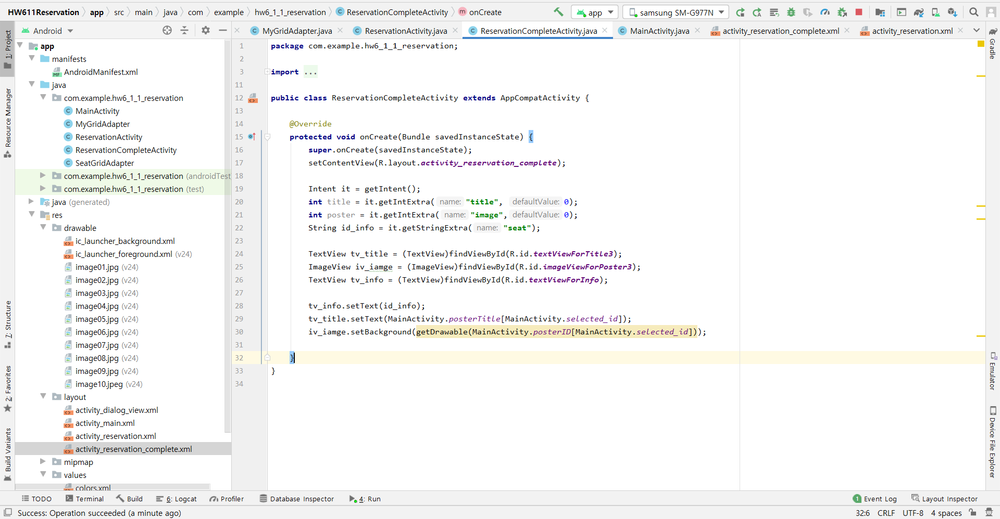 HW611Reservation app src main java com example hw6_1_1_reservation ReservationCompleteActivity onCreate app samsung SM-G977N
Android MyGridAdapter.java ReservationActivity.java ReservationCompleteActivity.java MainActivity.java activity_reservation_complete.xml activity_reservation.xml
1: Project
Resource Manager
7: Structure
2: Favorites
Build Variants
app
manifests
AndroidManifest.xml
java
com.example.hw6_1_1_reservation
MainActivity
MyGridAdapter
ReservationActivity
ReservationCompleteActivity
SeatGridAdapter
com.example.hw6_1_1_reservation (androidTest
com.example.hw6_1_1_reservation (test)
java (generated)
res
drawable
ic_launcher_background.xml
ic_launcher_foreground.xml (v24)
image01.jpg (v24)
image02.jpg (v24)
image03.jpg (v24)
image04.jpg (v24)
image05.jpg (v24)
image06.jpg (v24)
image07.jpg (v24)
image08.jpg (v24)
image09.jpg (v24)
image10.jpeg (v24)
layout
activity_dialog_view.xml
activity_main.xml
activity_reservation.xml
activity_reservation_complete.xml
mipmap
values
colors.xml
1 package com.example.hw6_1_1_reservation;
2
3 import ...
11
12 public class ReservationCompleteActivity extends AppCompatActivity {
13
14 @Override
15 protected void onCreate(Bundle savedInstanceState) {
16 super.onCreate(savedInstanceState);
17 setContentView(R.layout.activity_reservation_complete);
18
19 Intent it = getIntent();
20 int title = it.getIntExtra( name: "title", defaultValue: 0);
21 int poster = it.getIntExtra( name: "image", defaultValue: 0);
22 String id_info = it.getStringExtra( name: "seat");
23
24 TextView tv_title = (TextView)findViewById(R.id.textViewForTitle3);
25 ImageView iv_iamge = (ImageView)findViewById(R.id.imageViewForPoster3);
26 TextView tv_info = (TextView)findViewById(R.id.textViewForInfo);
27
28 tv_info.setText(id_info);
29 tv_title.setText(MainActivity.posterTitle[MainActivity.selected_id]);
30 iv_iamge.setBackground(getDrawable(MainActivity.posterID[MainActivity.selected_id]));
31
32 }
33 }
34
Gradle
Emulator
Device File Explorer
TODO Terminal Build 6: Logcat Profiler Database Inspector 4: Run 1 Event Log Layout Inspector
Success: Operation succeeded (a minute ago) 32:6 CRLF UTF-8 4 spaces